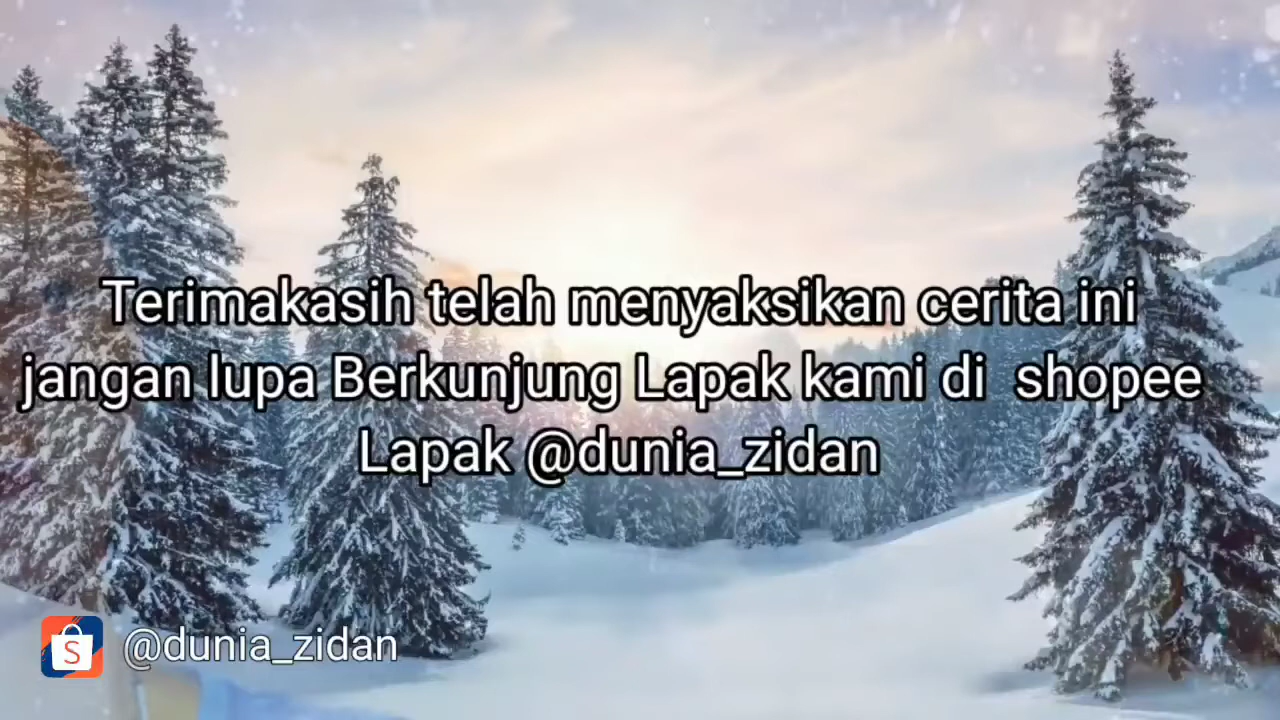 Terimakasih telah menyaksikan cerita ini
jangan lupa Berkunjung Lapak kami di  shopee
Lapak @dunia_zidan
S
@dunia_zidan